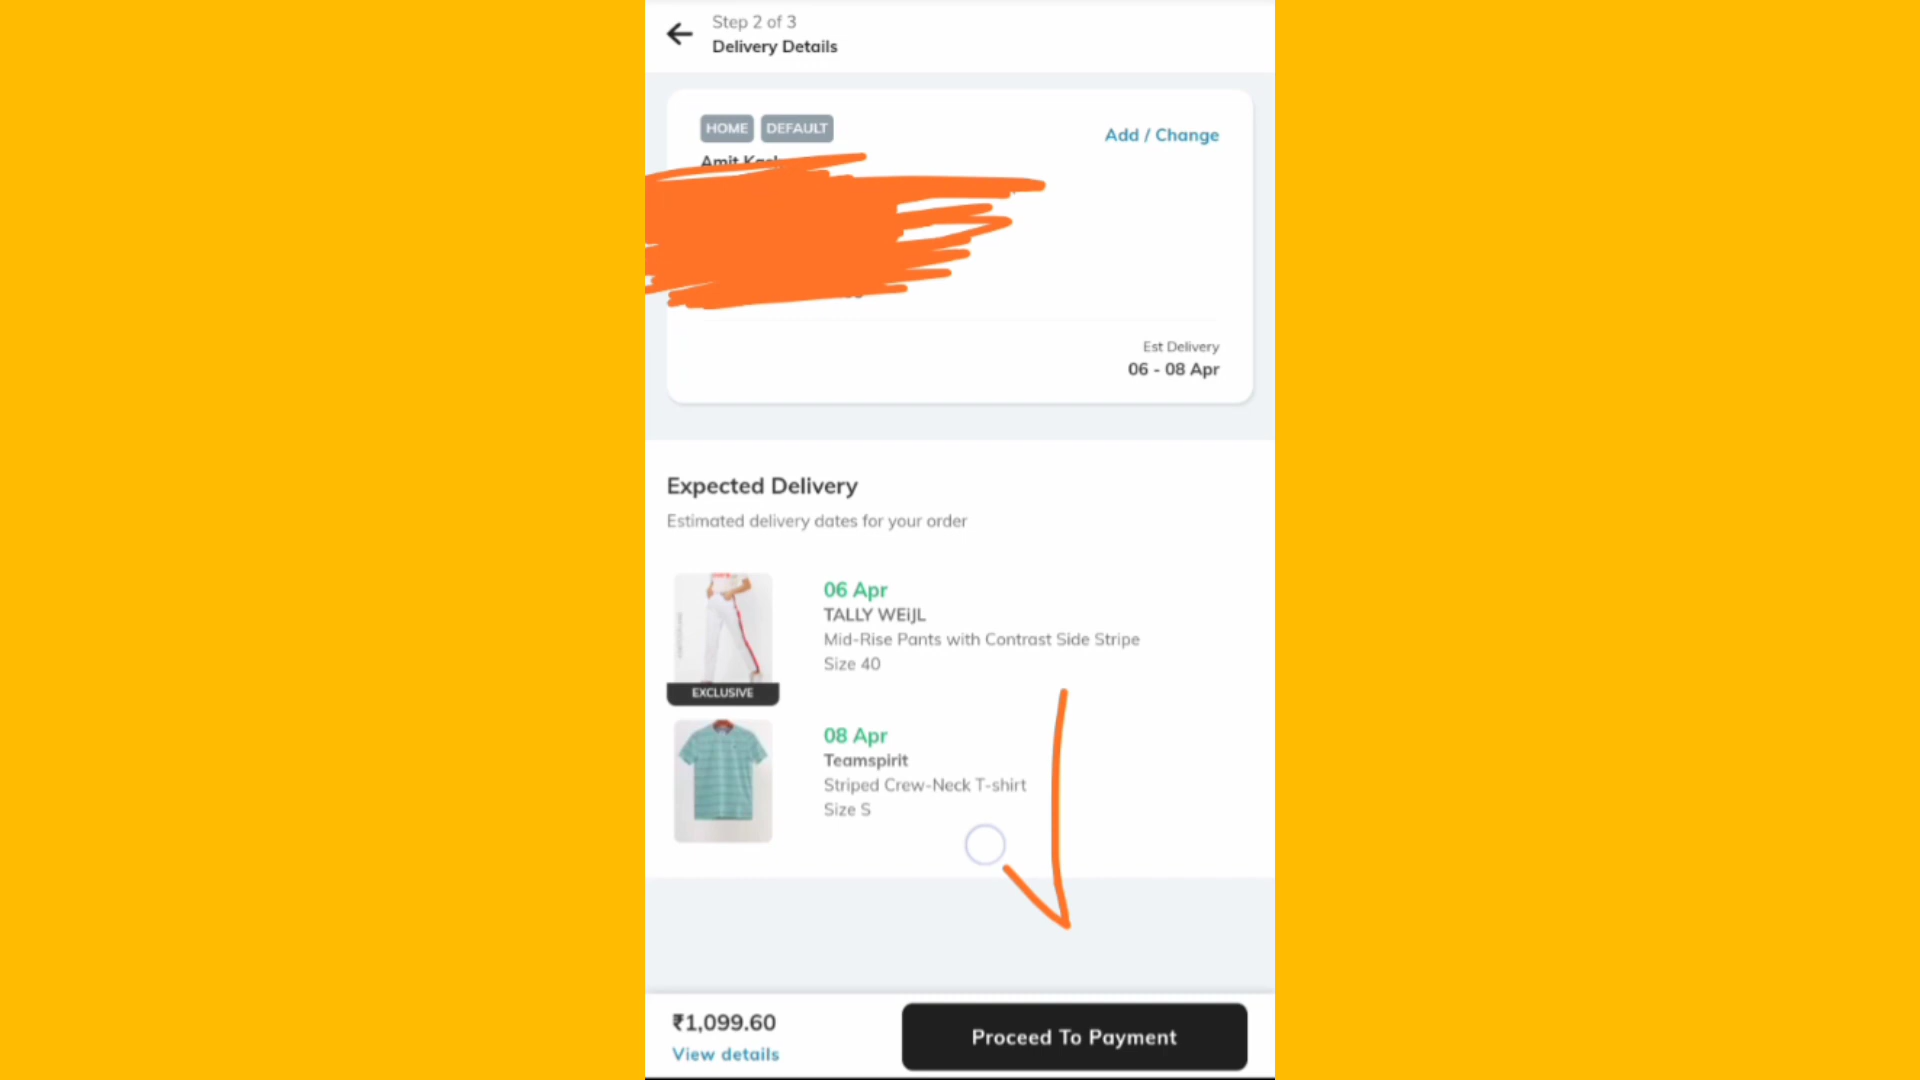 Step 2 of 3
Delivery Details
HOME DEFAULT
Add / Change
Amit
Est Delivery
06 - 08 Apr
Expected Delivery
Estimated delivery dates for your order
06 Apr
TALLY WEiJL
Mid-Rise Pants with Contrast Side Stripe
Size 40
EXCLUSIVE
08 Apr
Teamspirit
Striped Crew-Neck T-shirt
Size S
₹1,099.60
View details
Proceed To Payment